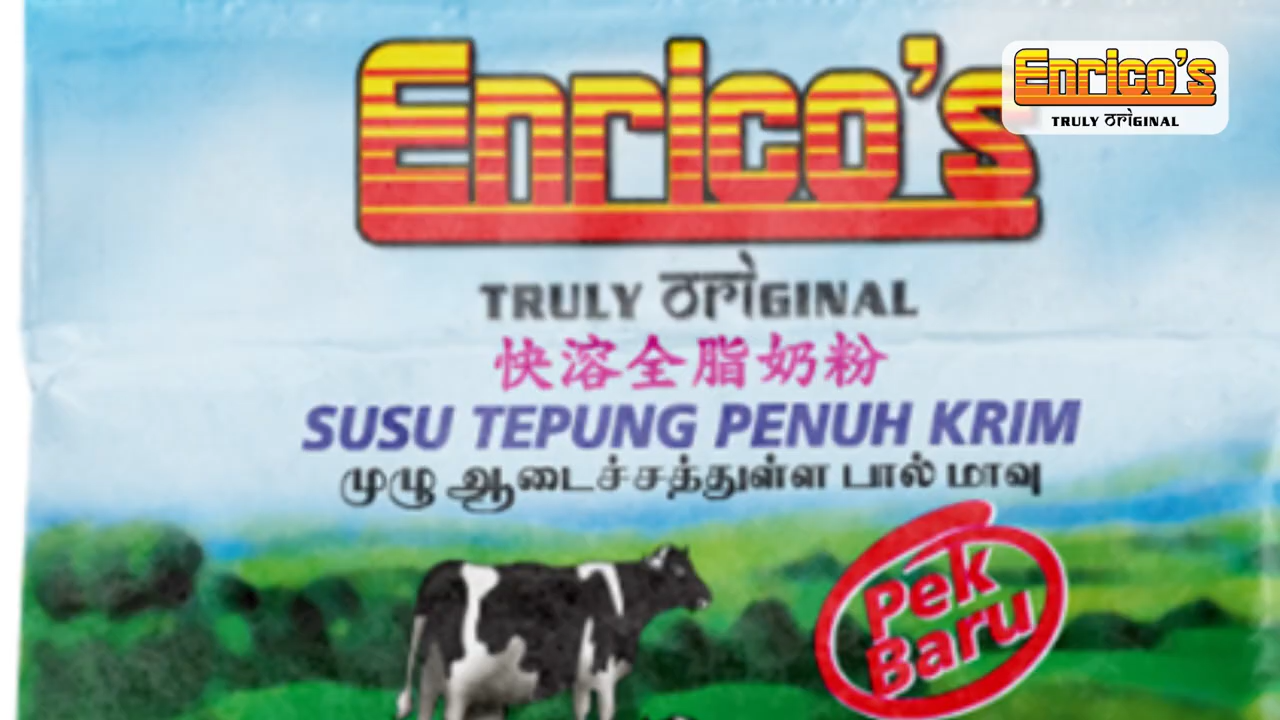 Enrico's
TRULY ORIGINAL
快溶全脂奶粉
SUSU TEPUNG PENUH KRIM
முழு ஆடைச்சத்துள்ள பால் மாவு
Pek
Baru
Enrico's
TRULY ORIGINAL